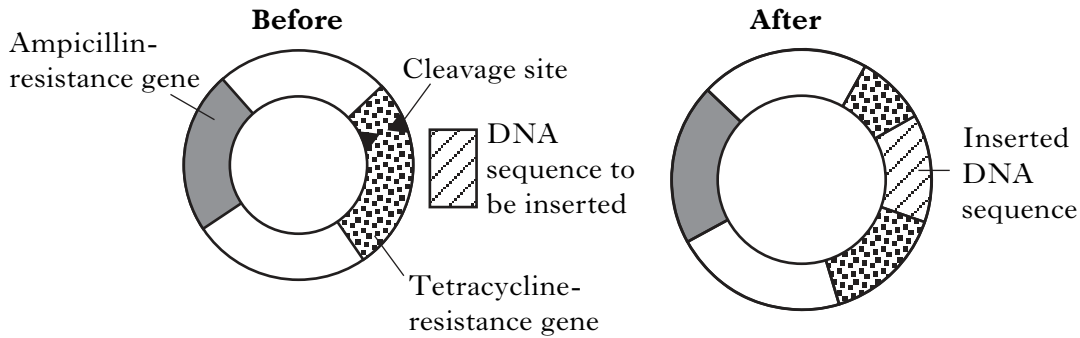 Before
After
Ampicillin-
resistance gene
Cleavage site
DNA
sequence to
be inserted
Inserted
DNA
sequence
Tetracycline-
resistance gene